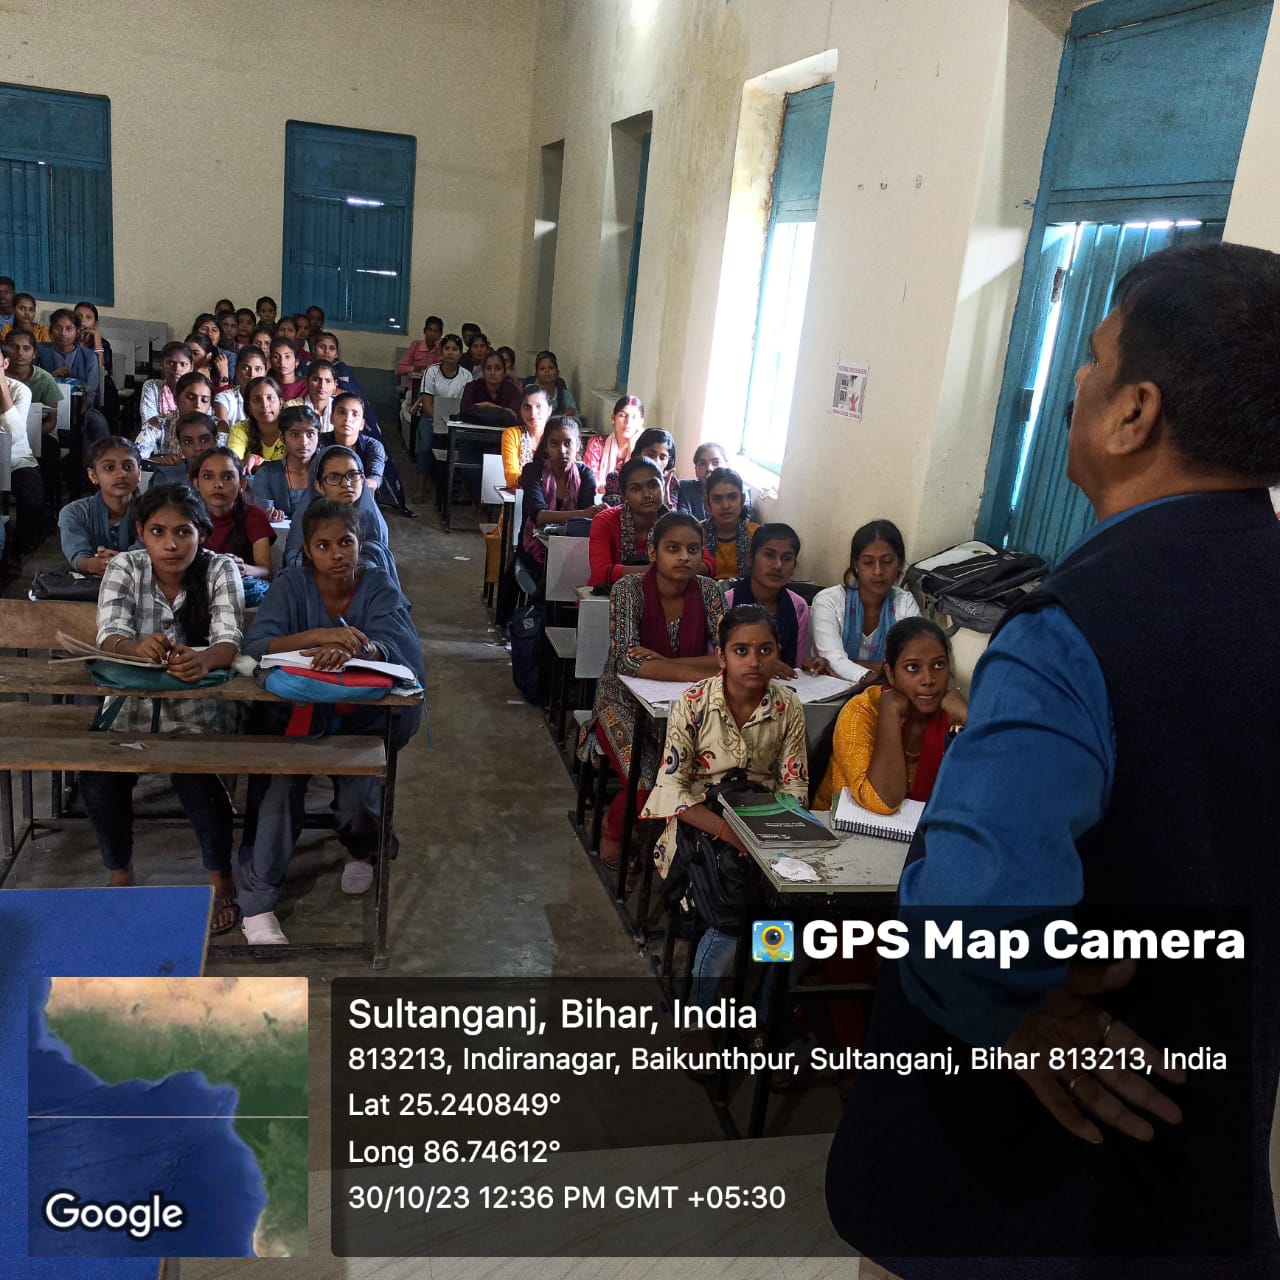 GPS Map Camera
Sultanganj, Bihar, India
813213, Indiranagar, Baikunthpur, Sultanganj, Bihar 813213, India
Lat 25.240849°
Long 86.74612°
30/10/23 12:36 PM GMT +05:30
Google